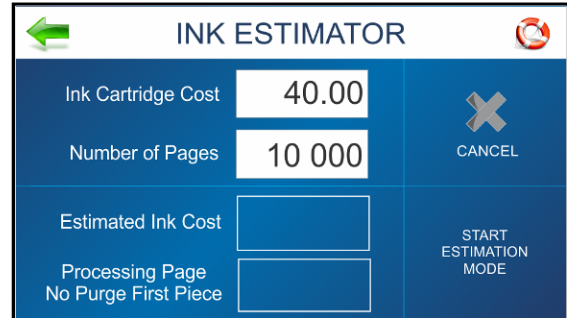 INK ESTIMATOR
Ink Cartridge Cost 40.00
Number of Pages 10 000
CANCEL
Estimated Ink Cost
Processing Page
No Purge First Piece
START
ESTIMATION
MODE